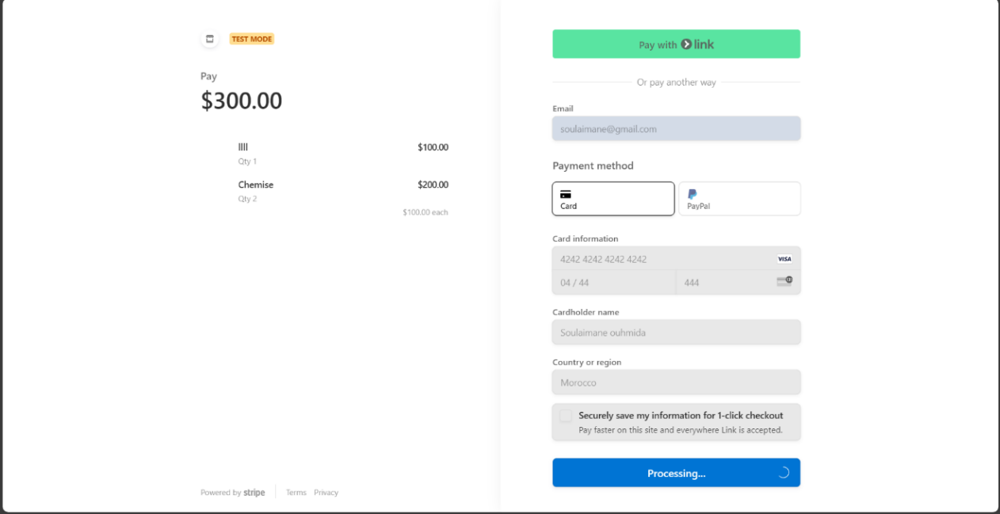 TEST MODE
Pay
$300.00
llll $100.00
Qty 1
Chemise $200.00
Qty 2
$100.00 each
Powered by stripe Terms Privacy
Pay with link
Or pay another way
Email
soulaimane@gmail.com
Payment method
Card PayPal
Card information
4242 4242 4242 4242 VISA
04 / 44 444
Cardholder name
Soulaimane ouhmida
Country or region
Morocco
Securely save my information for 1-click checkout
Pay faster on this site and everywhere Link is accepted.
Processing...